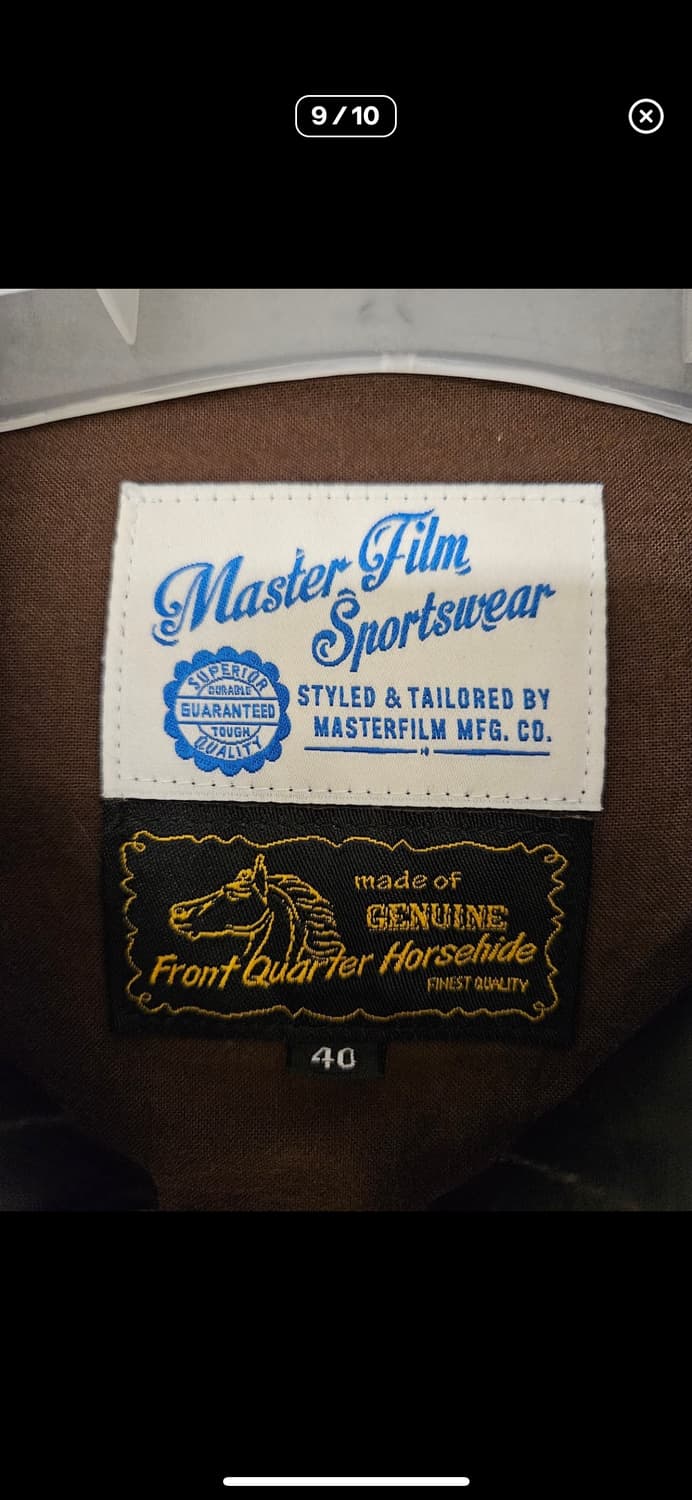 9 / 10
Master Film
Sportswear
SUPERIOR
DURABLE
GUARANTEED
TOUGH
QUALITY
STYLED & TAILORED BY
MASTERFILM MFG. CO.
made of
GENUINE
Front Quarter Horsehide
FINEST QUALITY
40